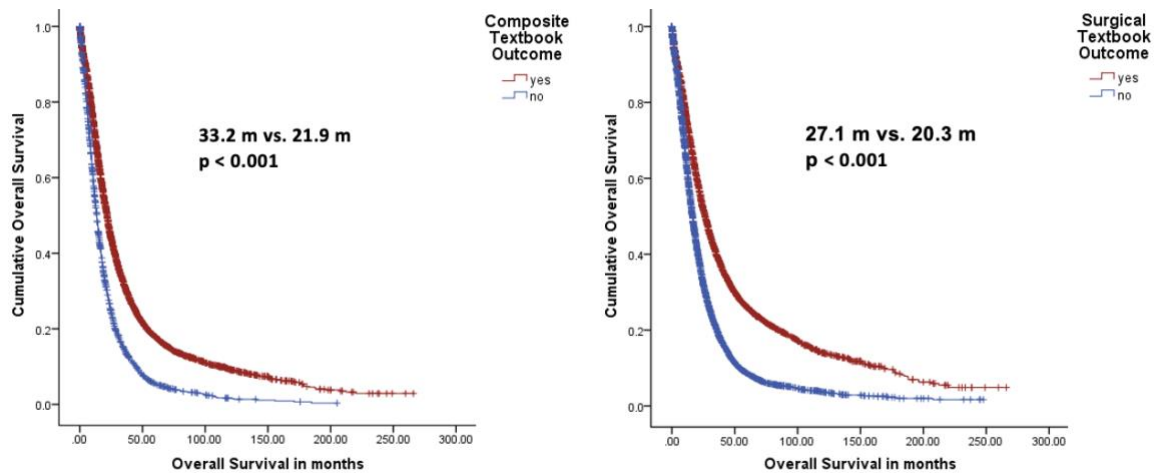 Composite
Textbook
Outcome
yes
no
33.2 m vs. 21.9 m
p < 0.001
Cumulative Overall Survival
1.0
0.8
0.6
0.4
0.2
0.0
.00 50.00 100.00 150.00 200.00 250.00 300.00
Overall Survival in months
Surgical
Textbook
Outcome
yes
no
27.1 m vs. 20.3 m
p < 0.001
Cumulative Overall Survival
1.0
0.8
0.6
0.4
0.2
0.0
.00 50.00 100.00 150.00 200.00 250.00 300.00
Overall Survival in months